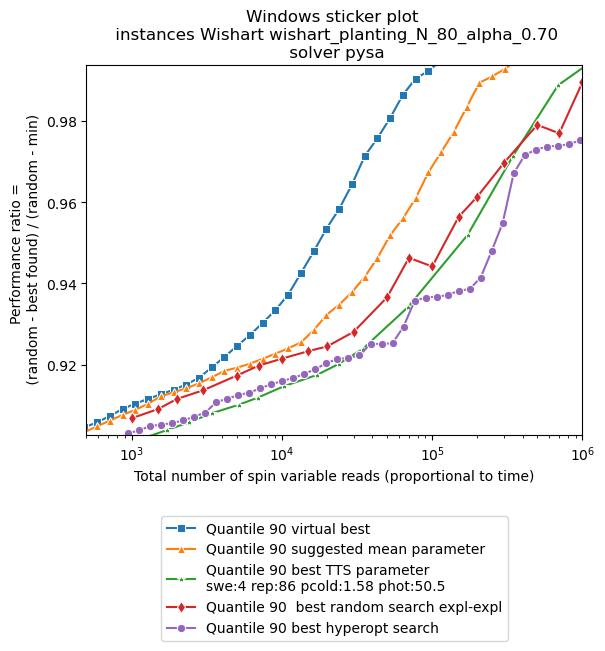 Windows sticker plot
instances Wishart wishart_planting_N_80_alpha_0.70
solver pysa
Performance ratio =
(random - best found) / (random - min)
0.98
0.96
0.94
0.92
10³
10⁴
10⁵
10⁶
Total number of spin variable reads (proportional to time)
Quantile 90 virtual best
Quantile 90 suggested mean parameter
Quantile 90 best TTS parameter
swe:4 rep:86 pcold:1.58 phot:50.5
Quantile 90  best random search expl-expl
Quantile 90 best hyperopt search